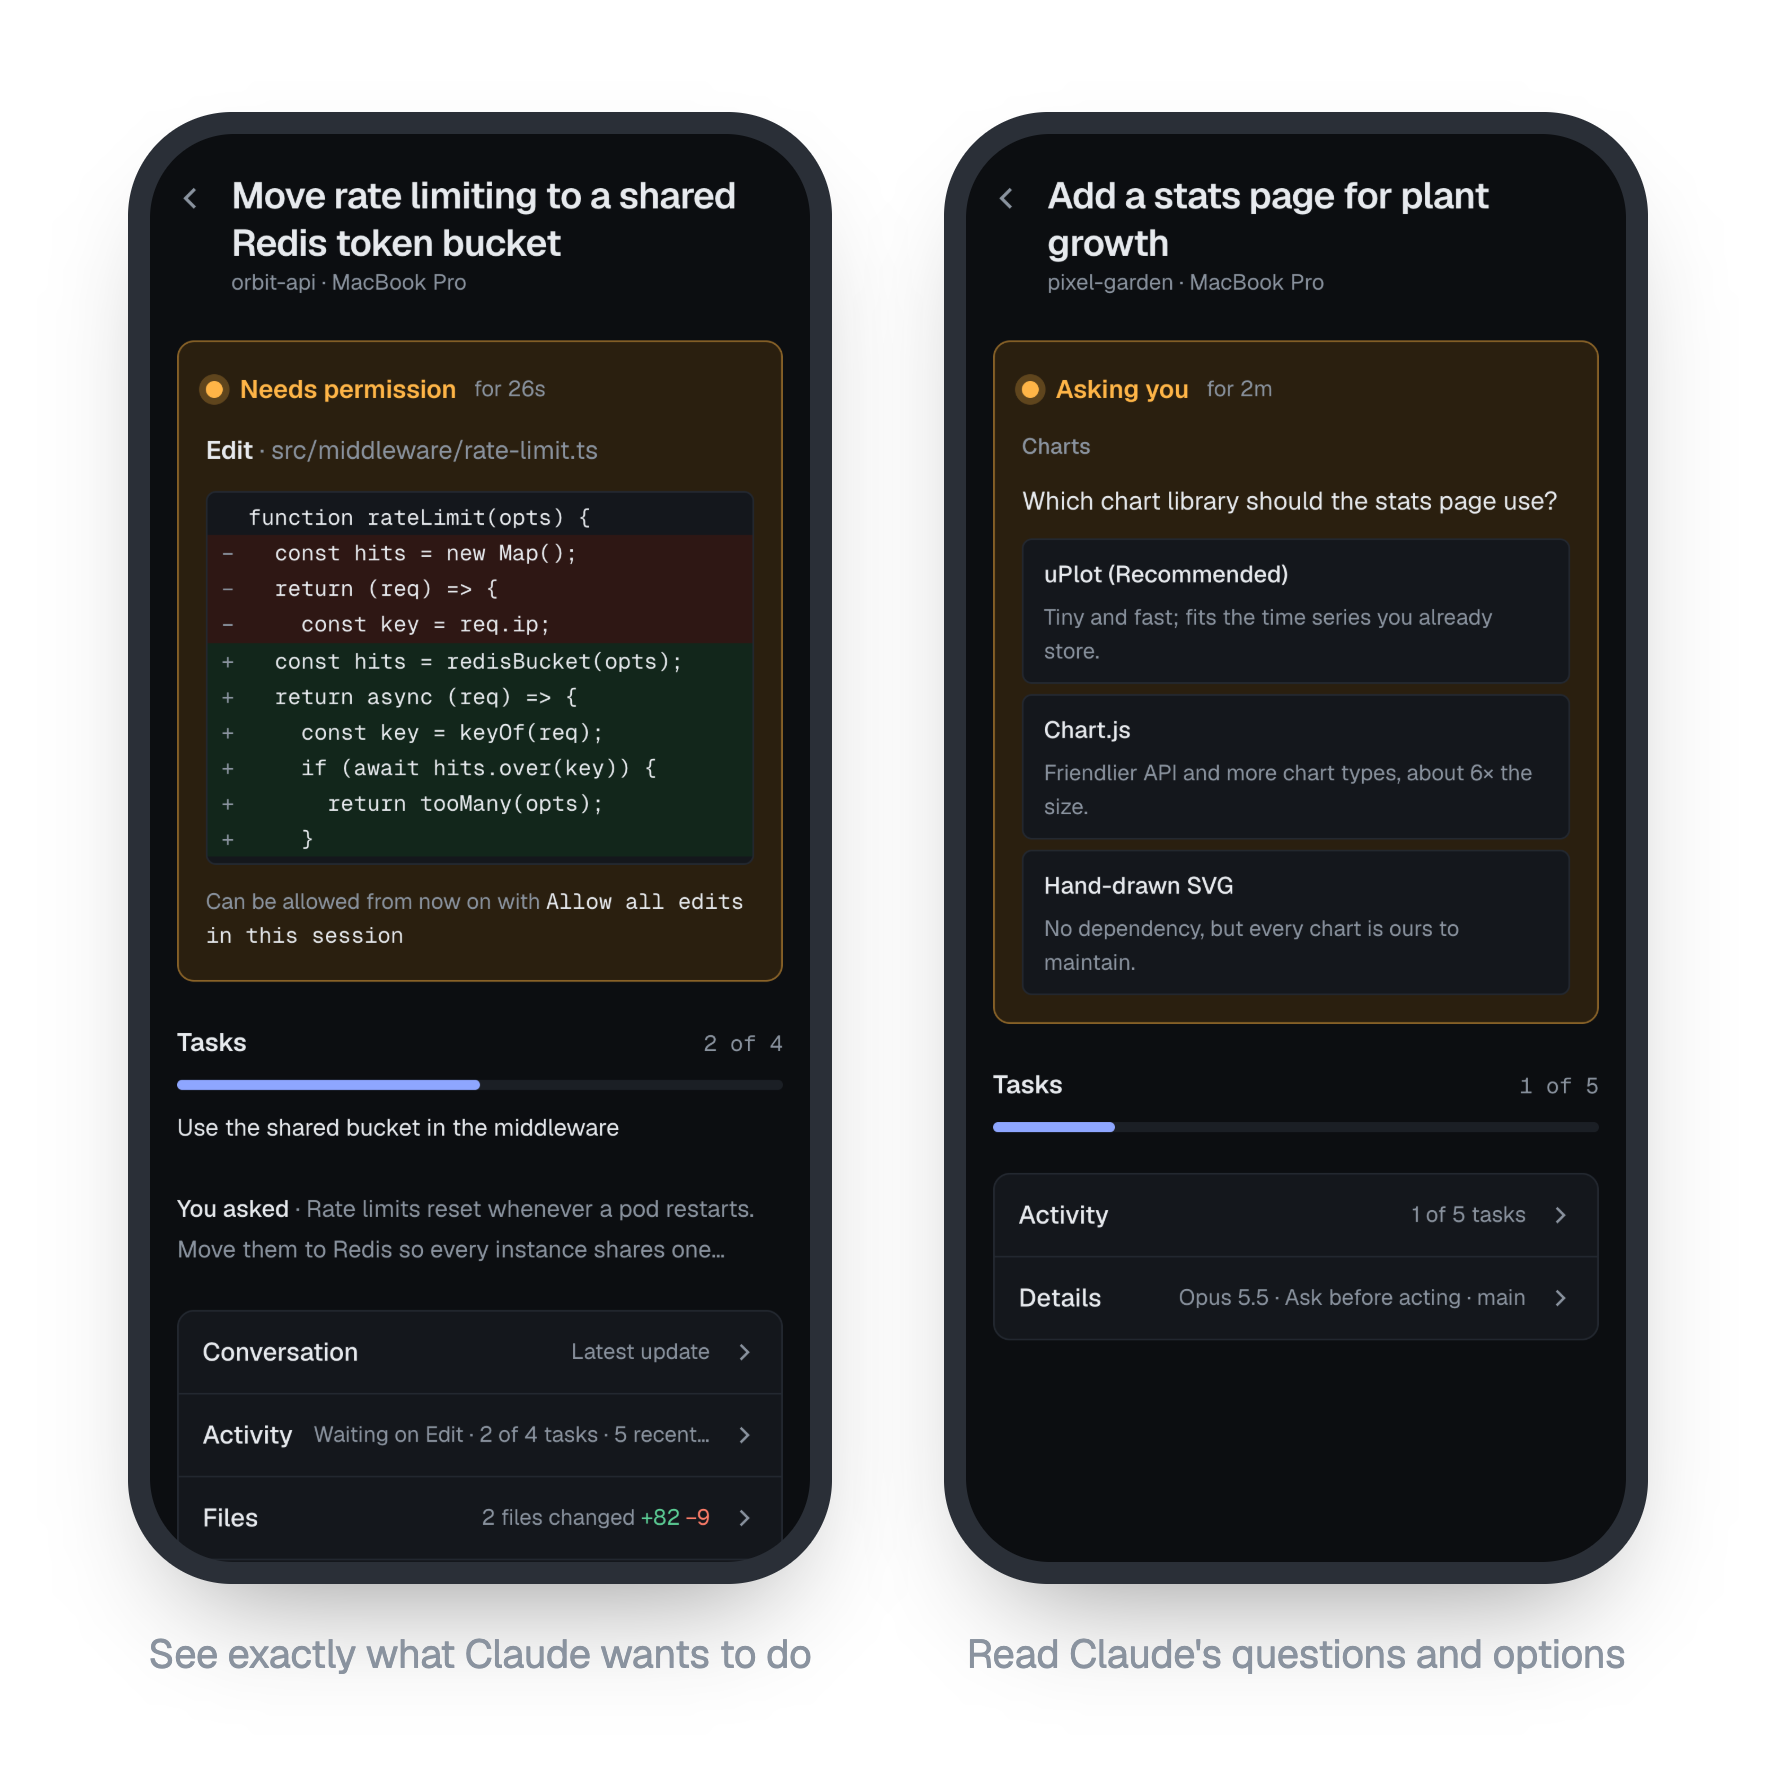 Move rate limiting to a shared
Redis token bucket
orbit-api · MacBook Pro
Needs permission for 26s
Edit · src/middleware/rate-limit.ts
function rateLimit(opts) {
− const hits = new Map();
− return (req) => {
− const key = req.ip;
+ const hits = redisBucket(opts);
+ return async (req) => {
+ const key = keyOf(req);
+ if (await hits.over(key)) {
+ return tooMany(opts);
+ }
Can be allowed from now on with Allow all edits
in this session
Tasks 2 of 4
Use the shared bucket in the middleware
You asked · Rate limits reset whenever a pod restarts.
Move them to Redis so every instance shares one…
Conversation Latest update
Activity Waiting on Edit · 2 of 4 tasks · 5 recent…
Files 2 files changed +82 −9
See exactly what Claude wants to do
Add a stats page for plant
growth
pixel-garden · MacBook Pro
Asking you for 2m
Charts
Which chart library should the stats page use?
uPlot (Recommended)
Tiny and fast; fits the time series you already
store.
Chart.js
Friendlier API and more chart types, about 6× the
size.
Hand-drawn SVG
No dependency, but every chart is ours to
maintain.
Tasks 1 of 5
Activity 1 of 5 tasks
Details Opus 5.5 · Ask before acting · main
Read Claude's questions and options